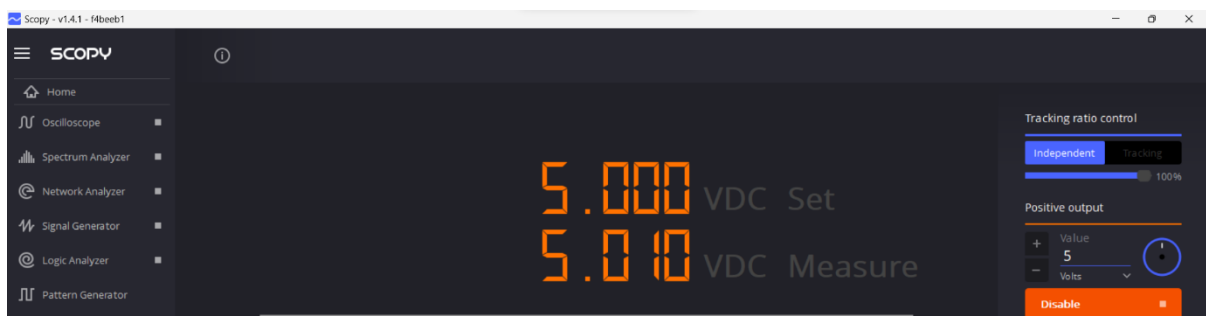 Scopy - v1.4.1 - f4beeb1
SCOPY
Home
Oscilloscope
Spectrum Analyzer
Network Analyzer
Signal Generator
Logic Analyzer
Pattern Generator
5.000 VDC Set
5.010 VDC Measure
Tracking ratio control
Independent Tracking
100%
Positive output
+ Value
5
- Volts
Disable